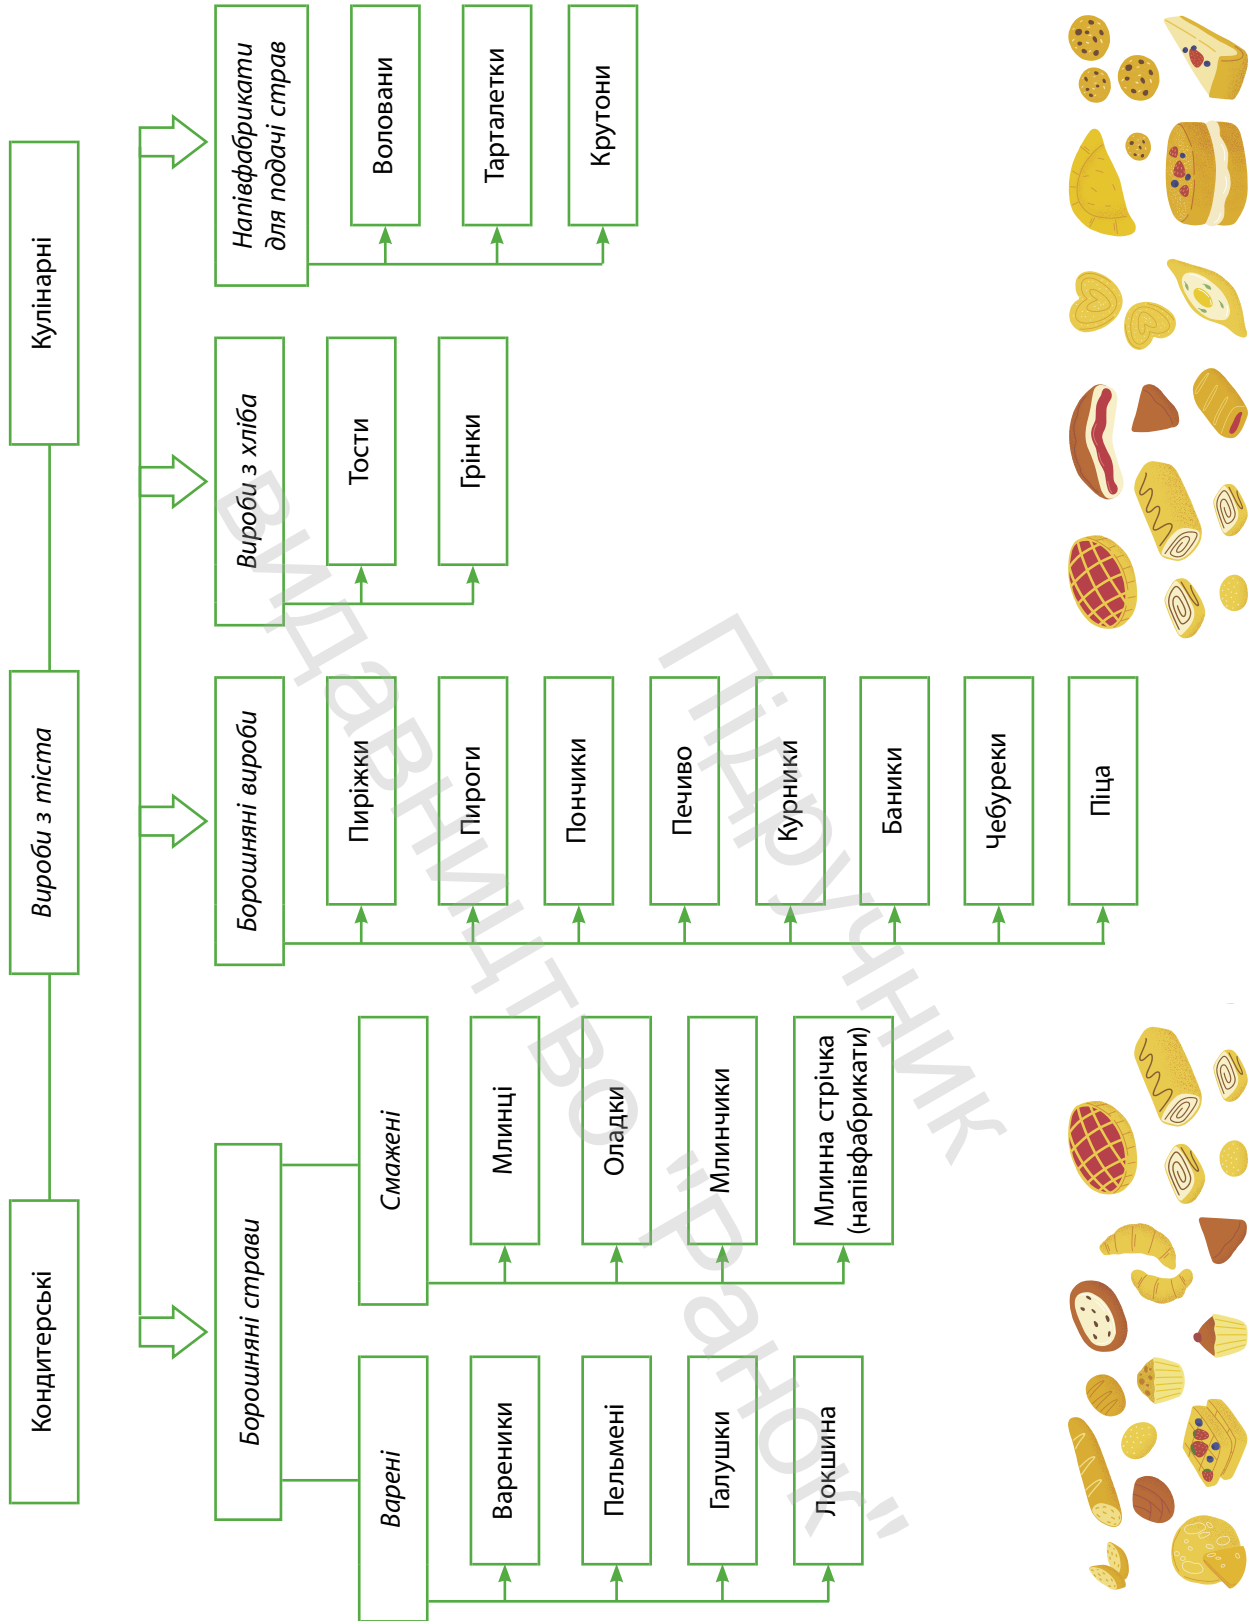 Кондитерські
Вироби з тіста
Кулінарні
Борошняні страви
Борошняні вироби
Вироби з хліба
Напівфабрикати
для подачі страв
Варені
Вареники
Пельмені
Галушки
Локшина
Смажені
Млинці
Оладки
Млинчики
Млинна стрічка
(напівфабрикати)
Пиріжки
Пироги
Пончики
Печиво
Курники
Баники
Чебуреки
Піца
Тости
Грінки
Воловани
Тарталетки
Крутони
Підручник
видавництво "Ранок"